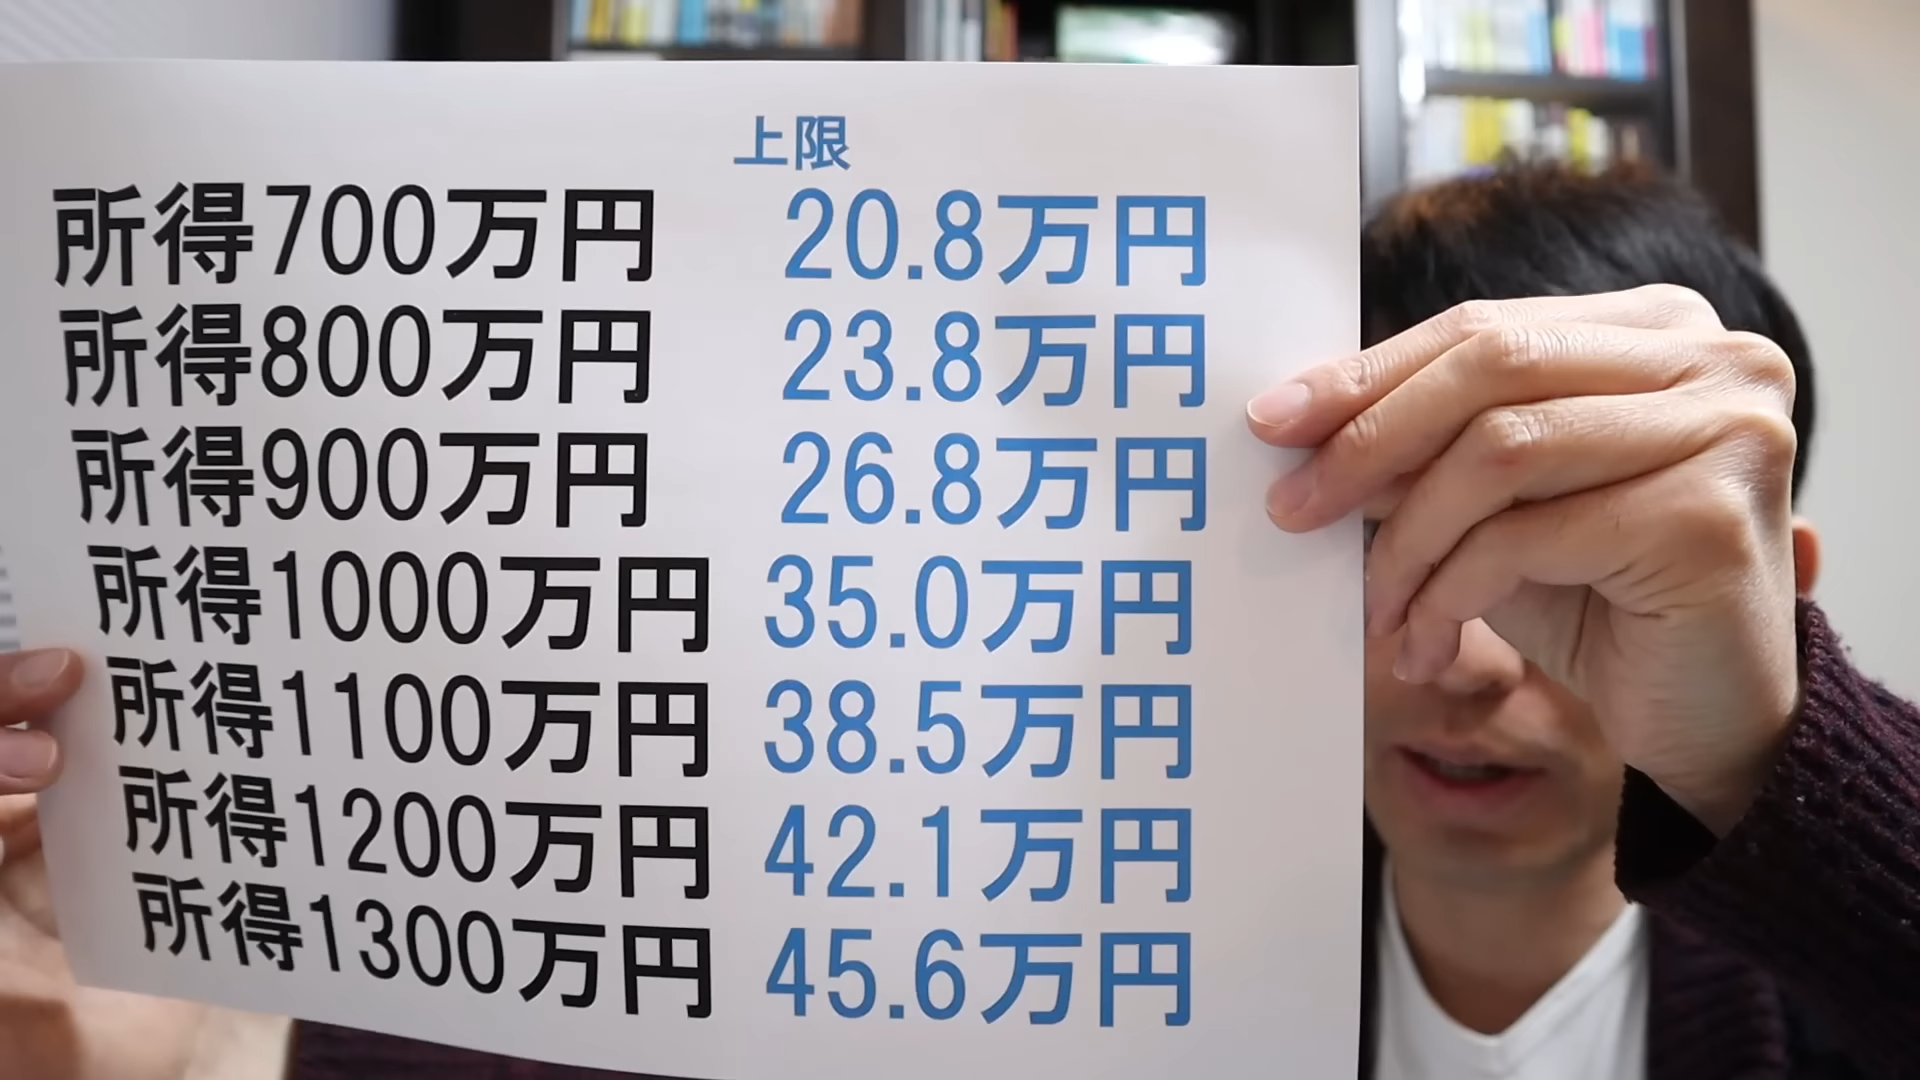 上限
所得700万円 20.8万円
所得800万円 23.8万円
所得900万円 26.8万円
所得1000万円 35.0万円
所得1100万円 38.5万円
所得1200万円 42.1万円
所得1300万円 45.6万円